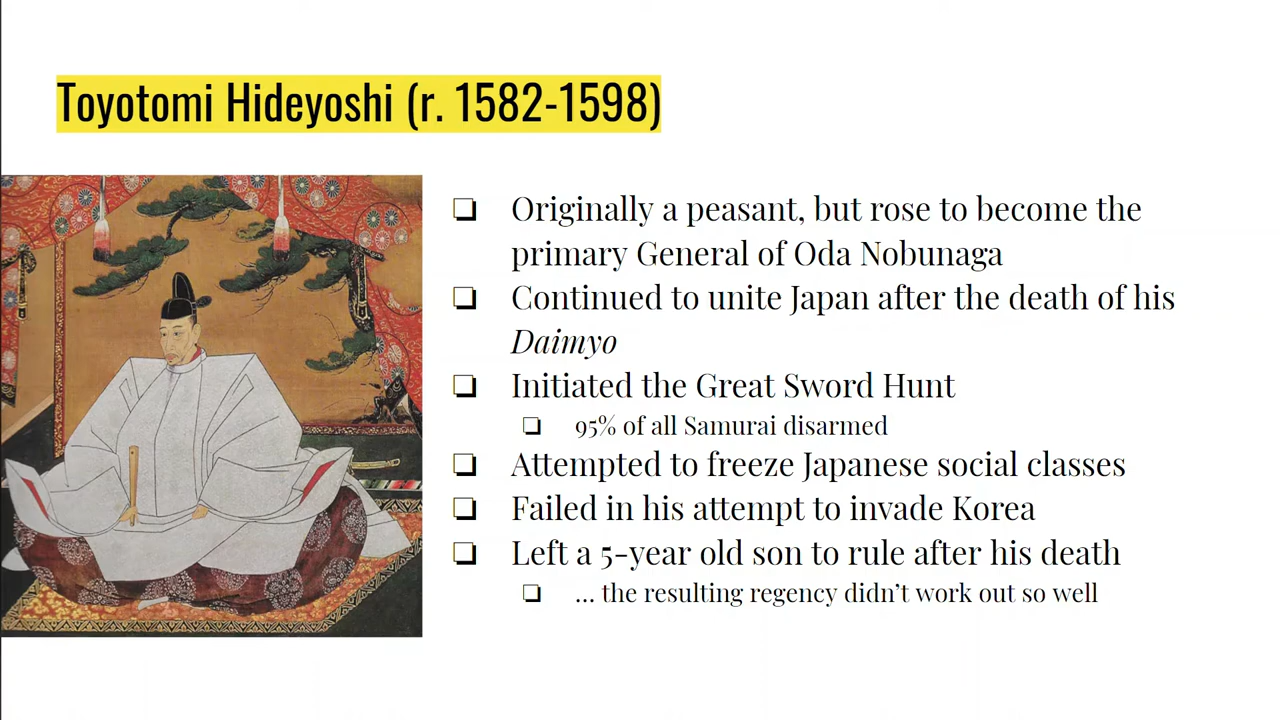 Toyotomi Hideyoshi (r. 1582-1598)
❏ Originally a peasant, but rose to become the
primary General of Oda Nobunaga
❏ Continued to unite Japan after the death of his
Daimyo
❏ Initiated the Great Sword Hunt
❏ 95% of all Samurai disarmed
❏ Attempted to freeze Japanese social classes
❏ Failed in his attempt to invade Korea
❏ Left a 5-year old son to rule after his death
❏ ... the resulting regency didn’t work out so well